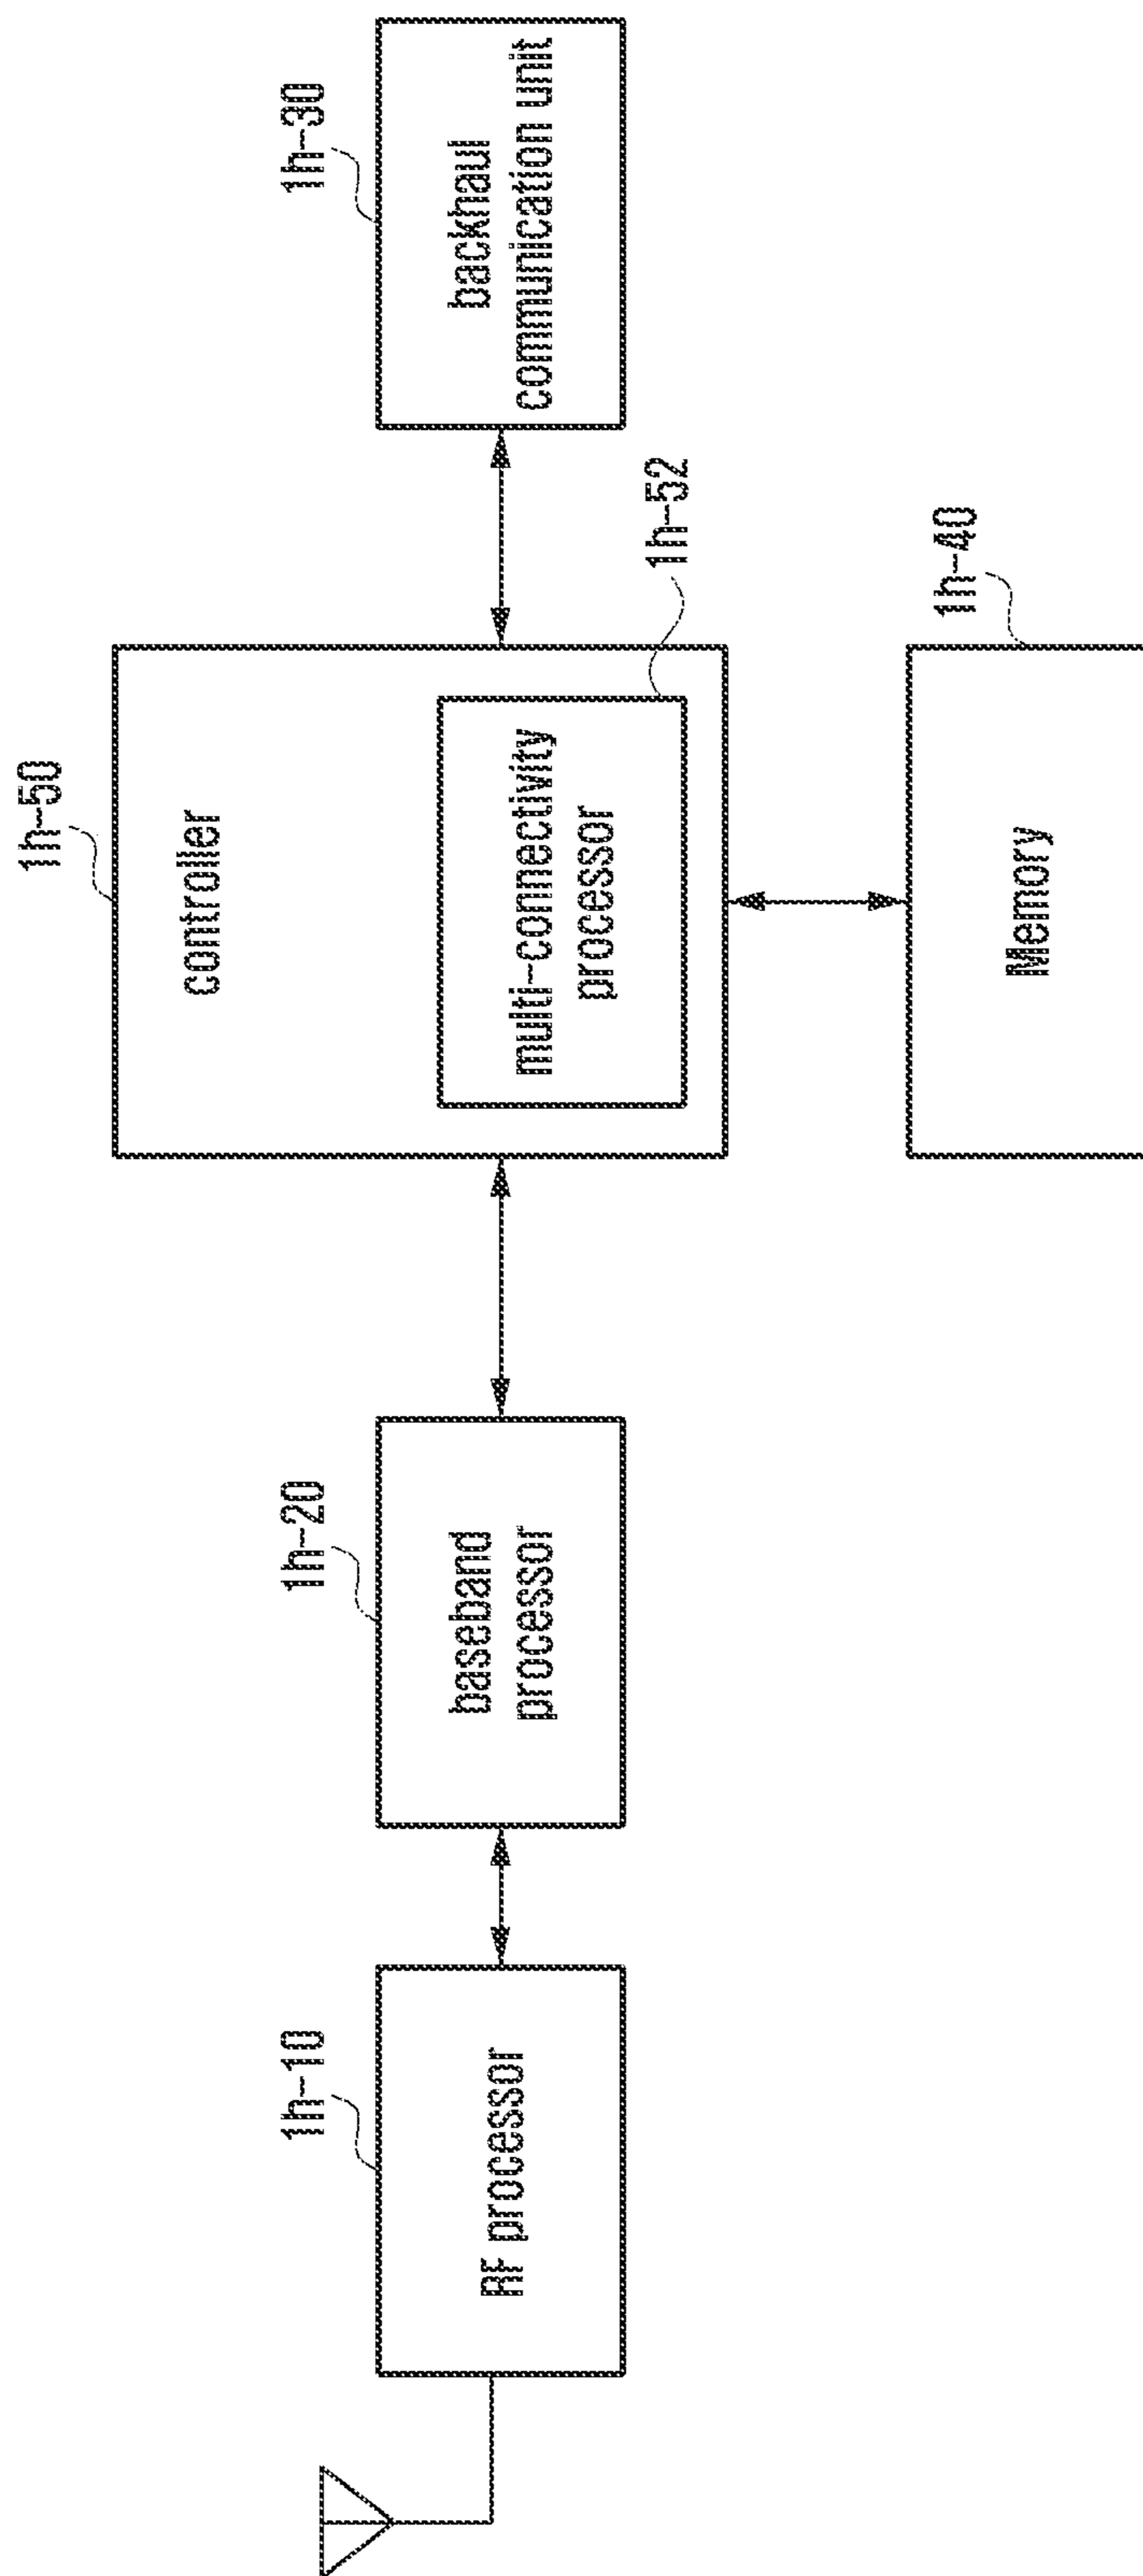 1h-50
controller
1h-10
RF processor
1h-20
baseband
processor
multi-connectivity
processor
1h-52
1h-30
backhaul
communication unit
1h-40
Memory